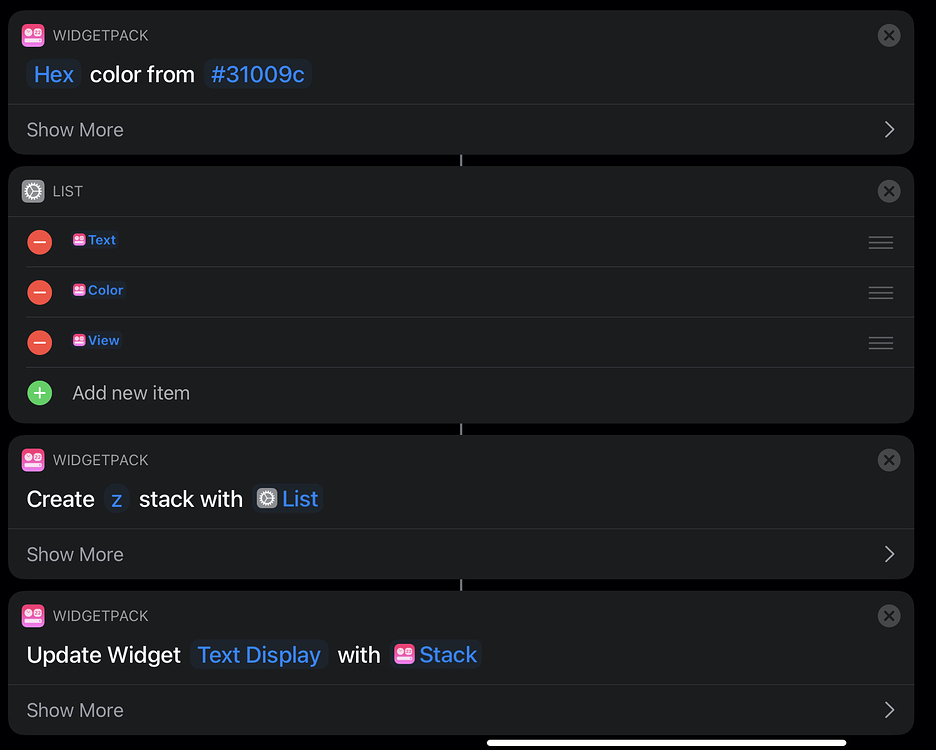 WIDGETPACK
Hex color from #31009c
Show More
LIST
Text
Color
View
Add new item
WIDGETPACK
Create z stack with List
Show More
WIDGETPACK
Update Widget Text Display with Stack
Show More